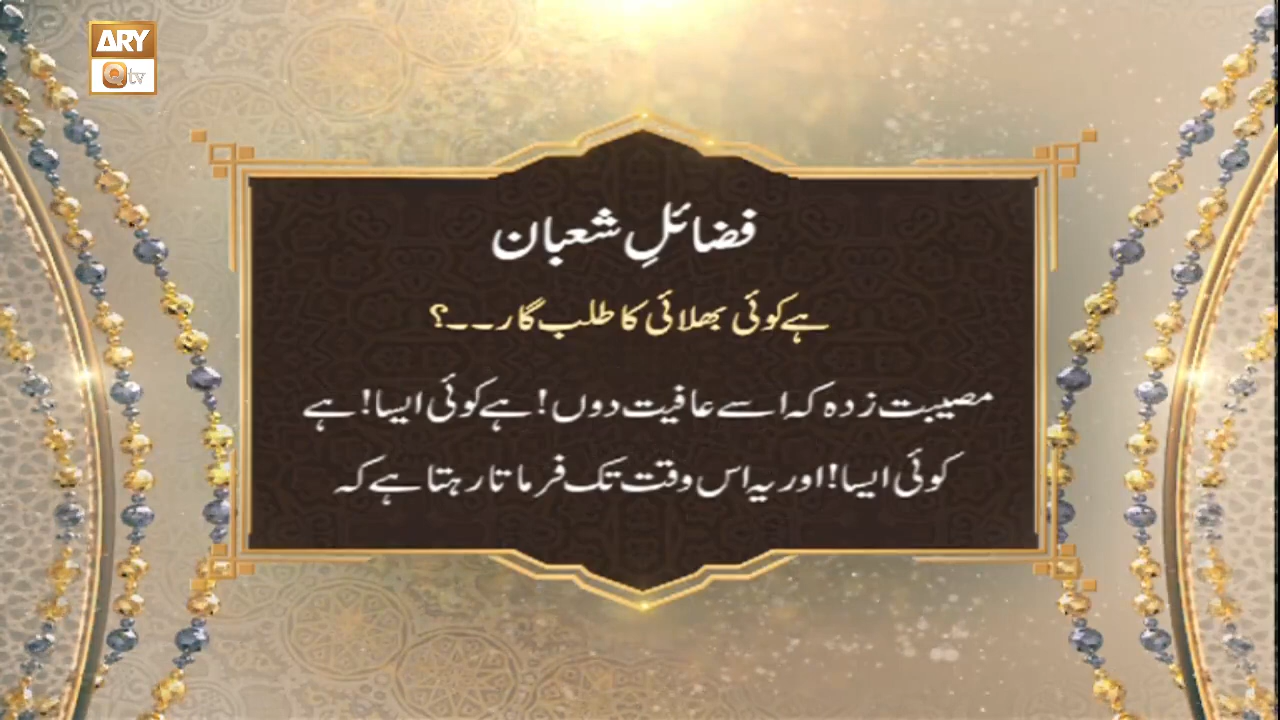 ARY
Qtv
فضائلِ شعبان
ہے کوئی بھلائی کا طلب گار۔۔۔؟
مصیبت زدہ کہ اسے عافیت دوں! ہے کوئی ایسا! ہے
کوئی ایسا! اور یہ اس وقت تک فرماتا رہتا ہے کہ